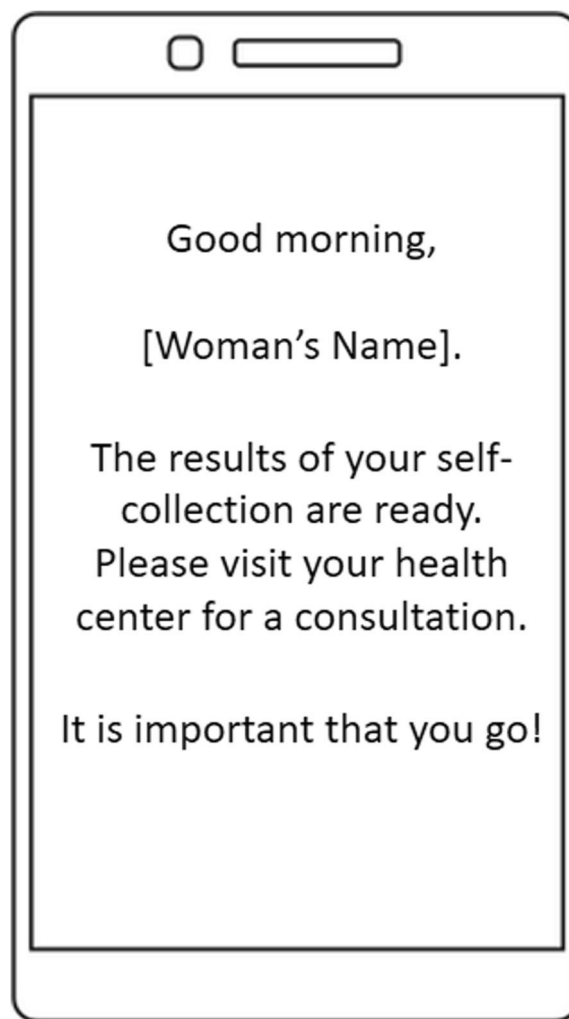 Good morning,
[Woman’s Name].
The results of your self-
collection are ready.
Please visit your health
center for a consultation.
It is important that you go!